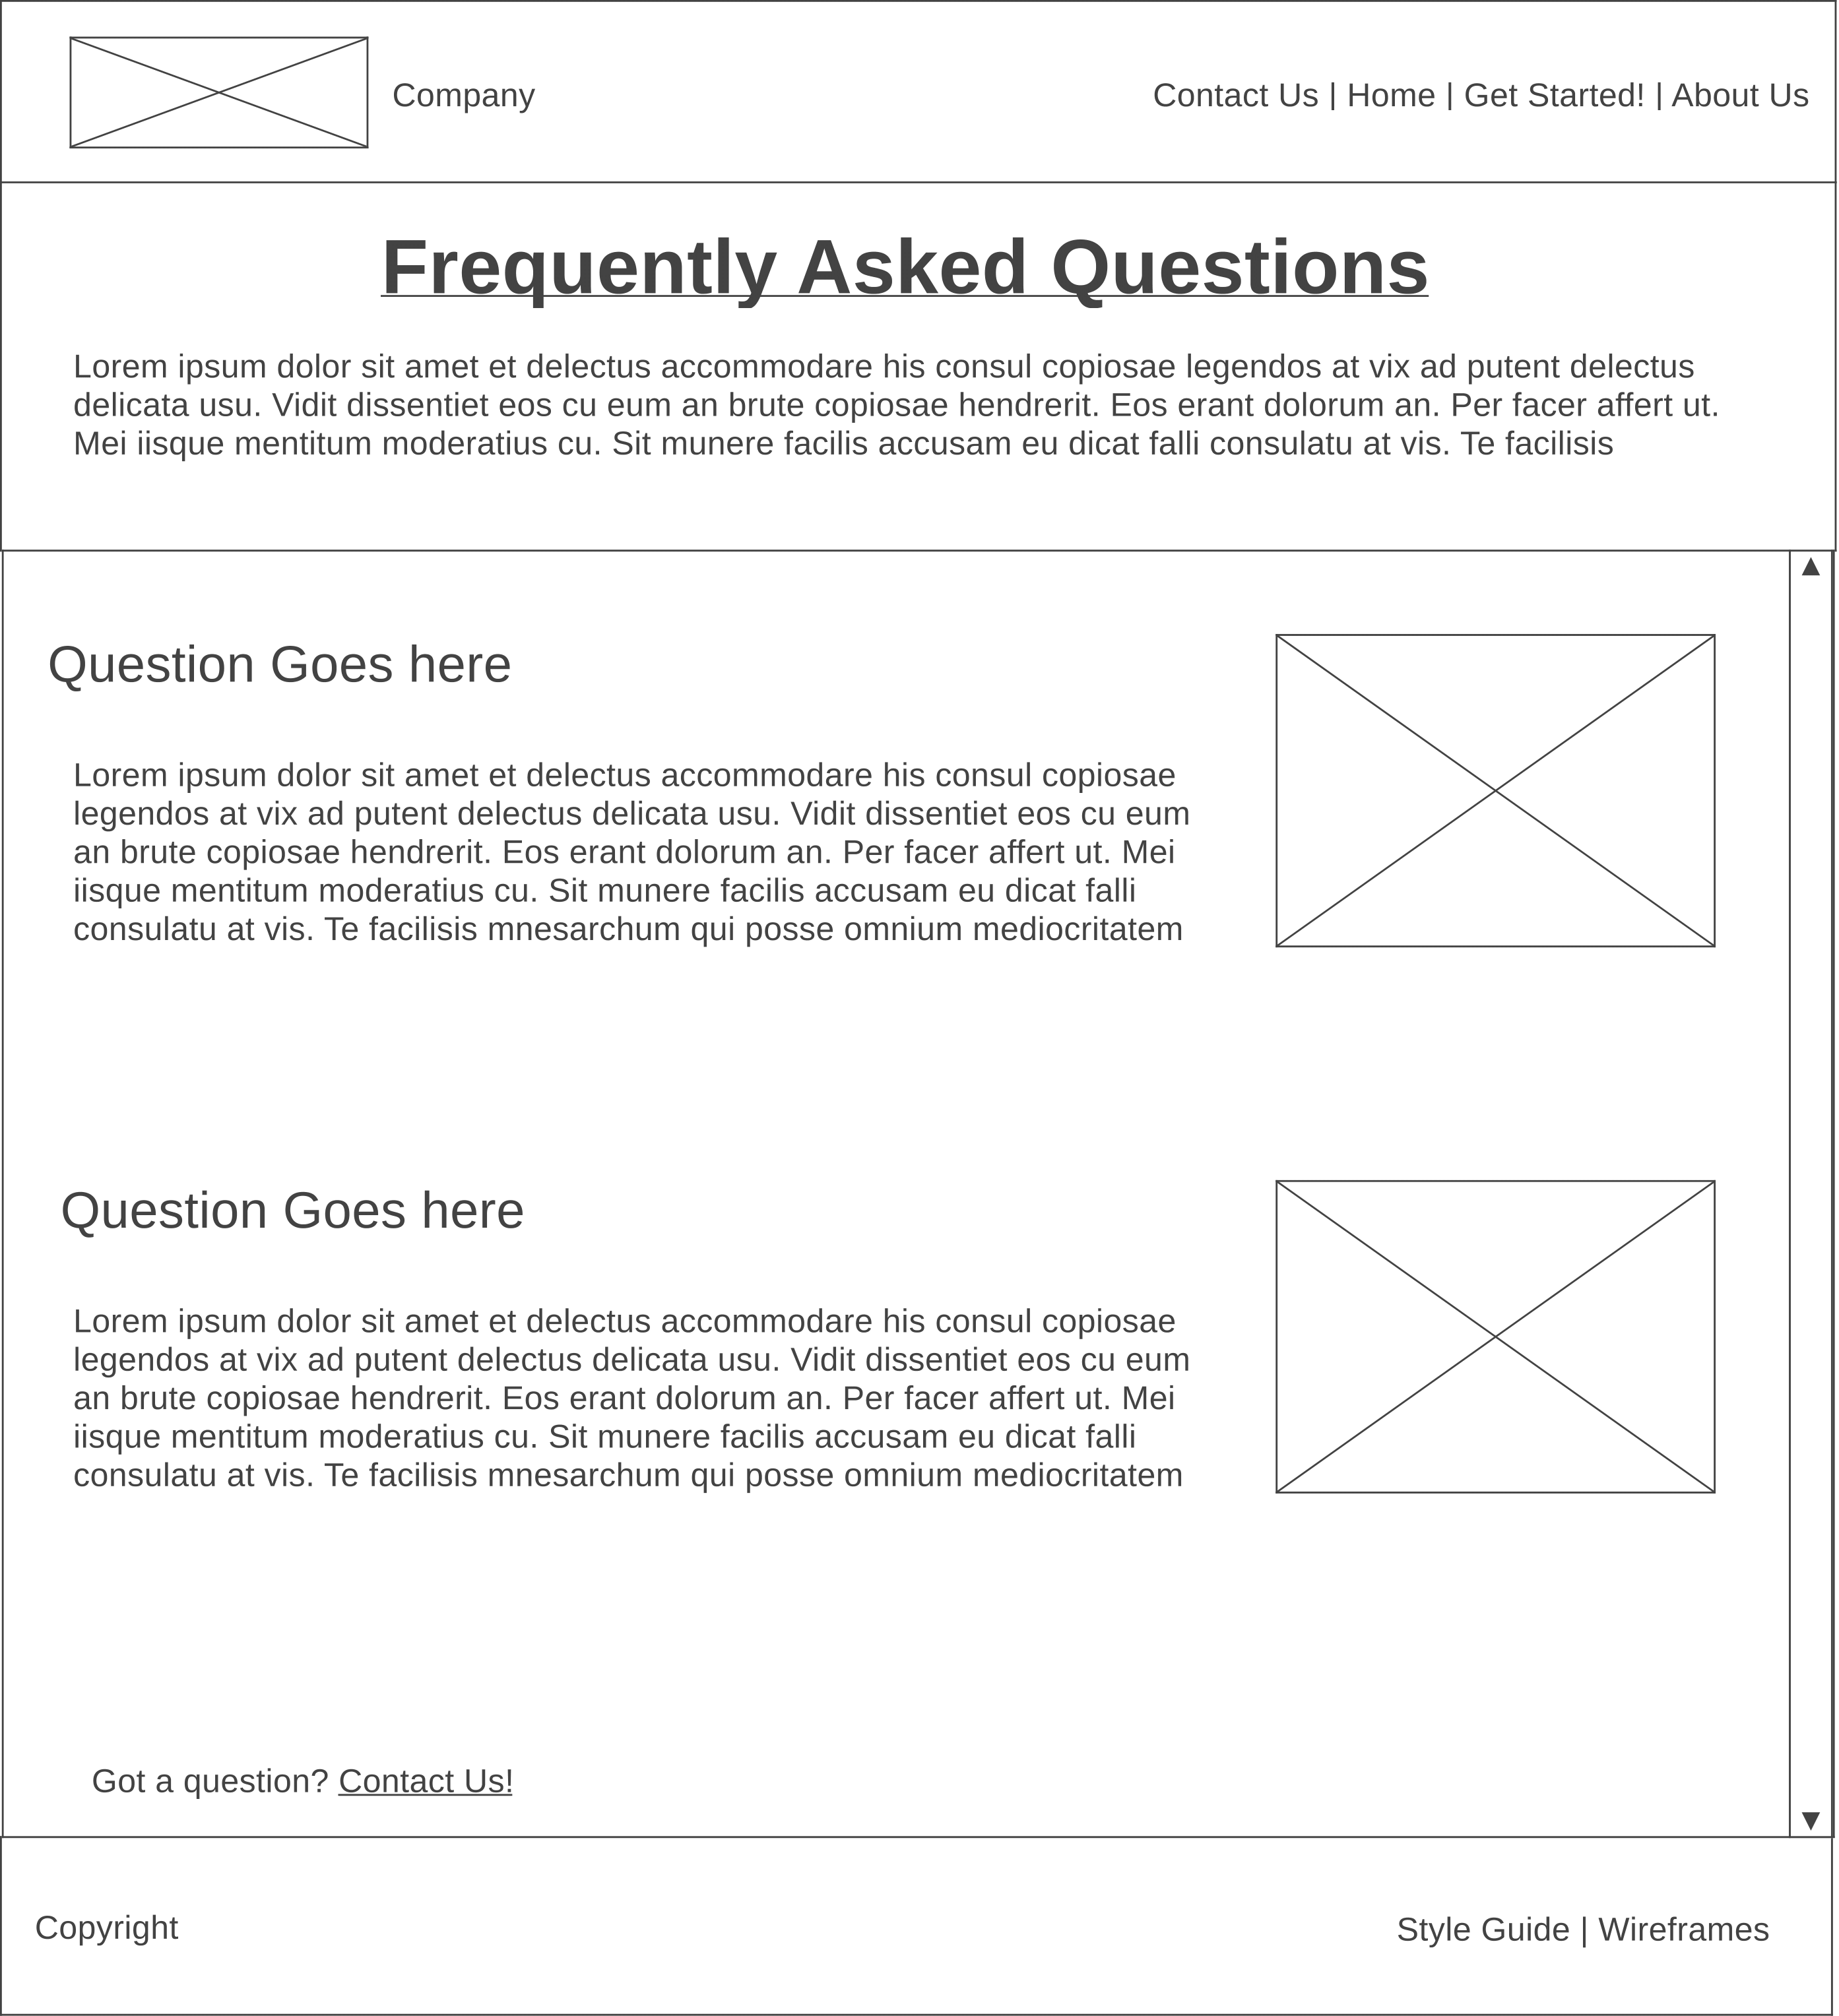 Company
Contact Us | Home | Get Started! | About Us
Frequently Asked Questions
Lorem ipsum dolor sit amet et delectus accommodare his consul copiosae legendos at vix ad putent delectus
delicata usu. Vidit dissentiet eos cu eum an brute copiosae hendrerit. Eos erant dolorum an. Per facer affert ut.
Mei iisque mentitum moderatius cu. Sit munere facilis accusam eu dicat falli consulatu at vis. Te facilisis
Question Goes here
Lorem ipsum dolor sit amet et delectus accommodare his consul copiosae
legendos at vix ad putent delectus delicata usu. Vidit dissentiet eos cu eum
an brute copiosae hendrerit. Eos erant dolorum an. Per facer affert ut. Mei
iisque mentitum moderatius cu. Sit munere facilis accusam eu dicat falli
consulatu at vis. Te facilisis mnesarchum qui posse omnium mediocritatem
Question Goes here
Lorem ipsum dolor sit amet et delectus accommodare his consul copiosae
legendos at vix ad putent delectus delicata usu. Vidit dissentiet eos cu eum
an brute copiosae hendrerit. Eos erant dolorum an. Per facer affert ut. Mei
iisque mentitum moderatius cu. Sit munere facilis accusam eu dicat falli
consulatu at vis. Te facilisis mnesarchum qui posse omnium mediocritatem
Got a question? Contact Us!
Copyright
Style Guide | Wireframes